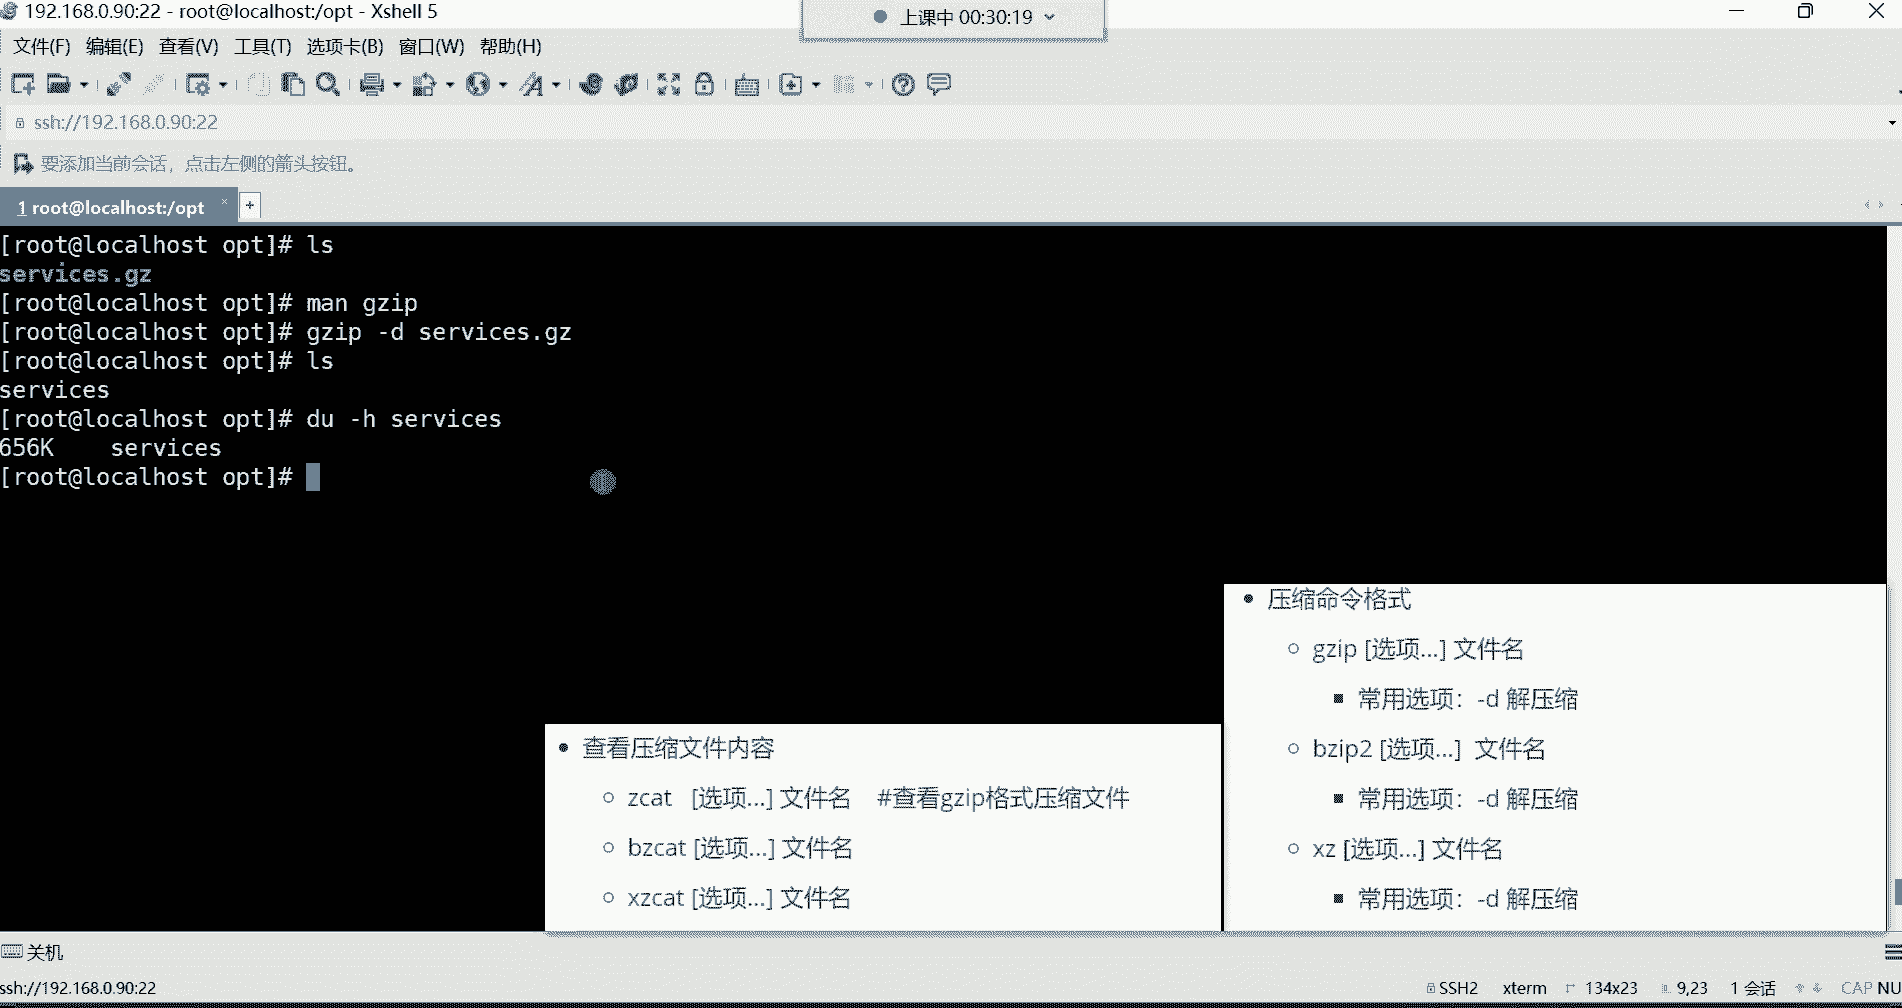 192.168.0.90:22 - root@localhost:/opt - Xshell 5
上课中 00:30:19
文件(F) 编辑(E) 查看(V) 工具(T) 选项卡(B) 窗口(W) 帮助(H)
ssh://192.168.0.90:22
要添加当前会话，点击左侧的箭头按钮。
1 root@localhost:/opt × +
[root@localhost opt]# ls
services.gz
[root@localhost opt]# man gzip
[root@localhost opt]# gzip -d services.gz
[root@localhost opt]# ls
services
[root@localhost opt]# du -h services
656K    services
[root@localhost opt]#
• 压缩命令格式
○ gzip [选项...] 文件名
▪ 常用选项：-d 解压缩
○ bzip2 [选项...] 文件名
▪ 常用选项：-d 解压缩
○ xz [选项...] 文件名
▪ 常用选项：-d 解压缩
• 查看压缩文件内容
○ zcat [选项...] 文件名 #查看gzip格式压缩文件
○ bzcat [选项...] 文件名
○ xzcat [选项...] 文件名
关机
ssh://192.168.0.90:22
SSH2 xterm 134x23 9,23 1 会话 CAP NU